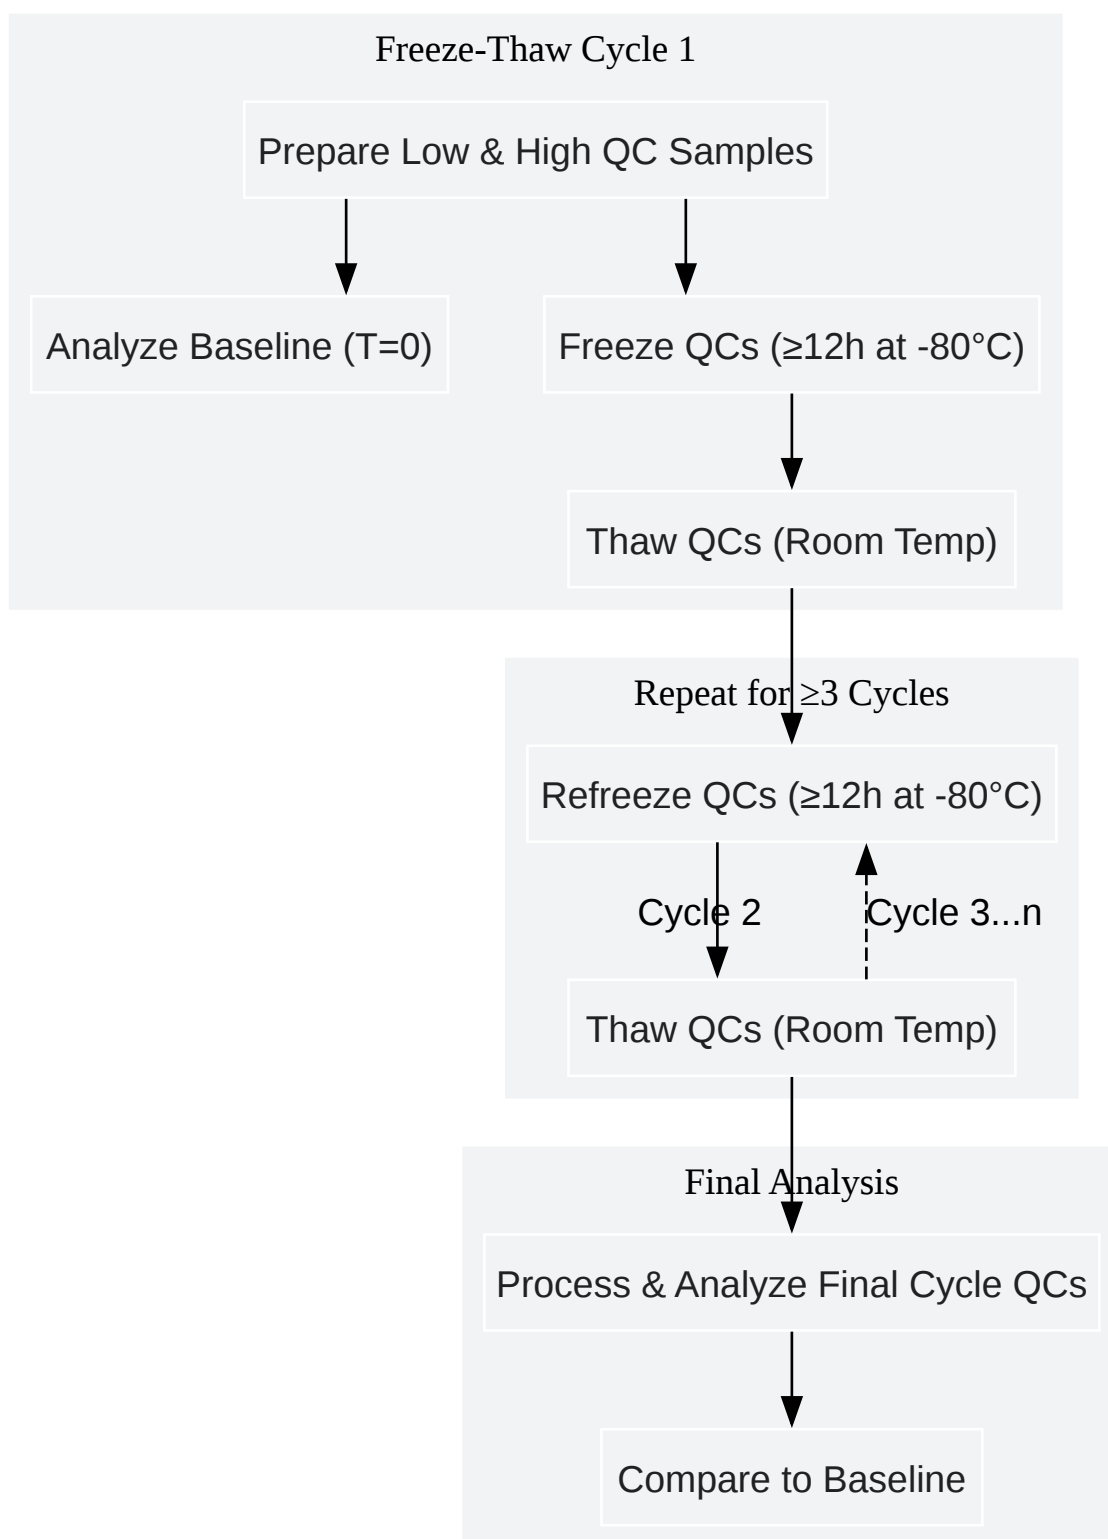 Freeze-Thaw Cycle 1
Prepare Low & High QC Samples
Analyze Baseline (T=0)
Freeze QCs (≥12h at -80°C)
Thaw QCs (Room Temp)
Repeat for ≥3 Cycles
Refreeze QCs (≥12h at -80°C)
Cycle 2
Cycle 3...n
Thaw QCs (Room Temp)
Final Analysis
Process & Analyze Final Cycle QCs
Compare to Baseline